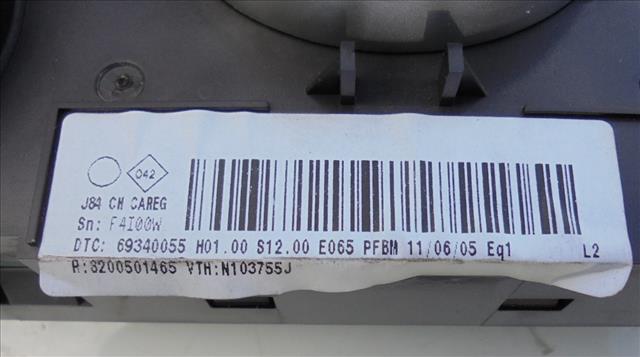 042
J84 CH CAREG
Sn: F4I00W
DTC: 69340055 H01.00 S12.00 E065 PFBM 11/06/05 Eq1 L2
R:8200501465 VTH:N103755J